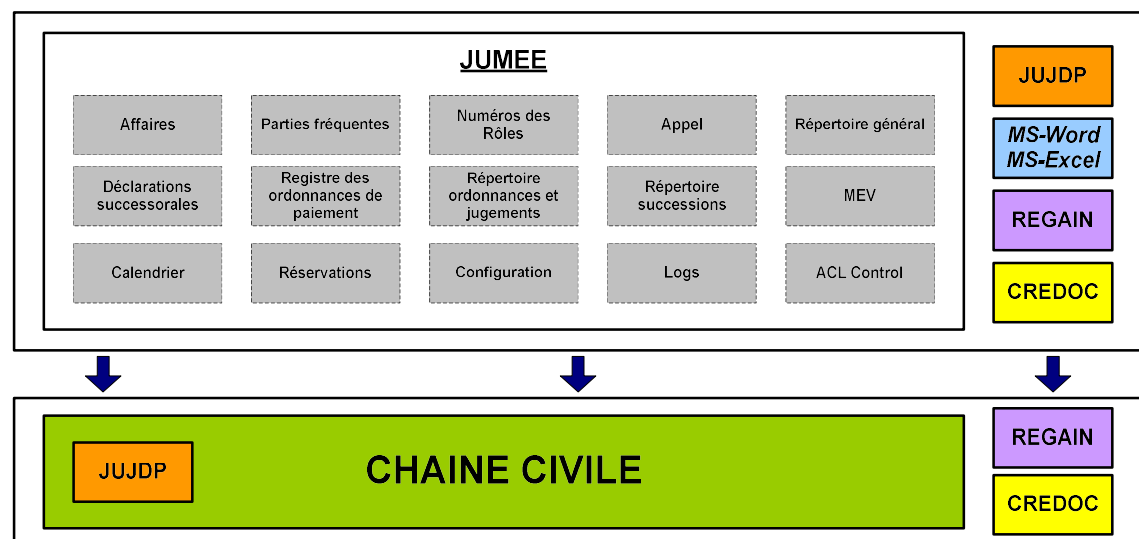 JUMEE
Affaires
Parties fréquentes
Numéros des
Rôles
Appel
Répertoire général
Déclarations
successorales
Registre des
ordonnances de
paiement
Répertoire
ordonnances et
jugements
Répertoire
successions
MEV
Calendrier
Réservations
Configuration
Logs
ACL Control
JUJDP
MS-Word
MS-Excel
REGAIN
CREDOC
JUJDP
CHAINE CIVILE
REGAIN
CREDOC